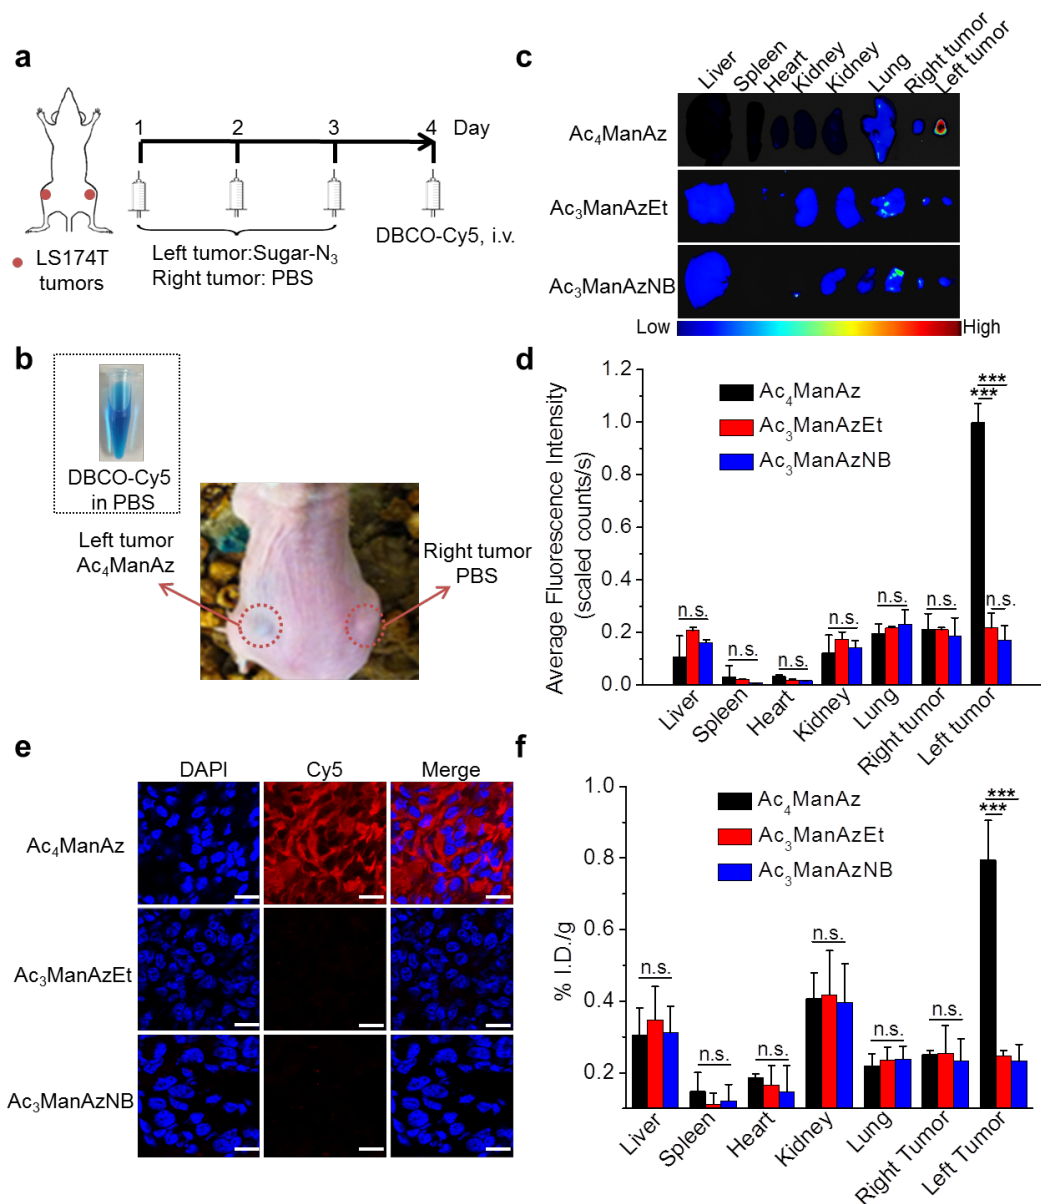 a
1 2 3 4 Day
LS174T
tumors
Left tumor:Sugar-N3
Right tumor: PBS
DBCO-Cy5, i.v.
b
DBCO-Cy5
in PBS
Left tumor
Ac4ManAz
Right tumor
PBS
c
Liver Spleen Heart Kidney Kidney Lung Right tumor Left tumor
Ac4ManAz
Ac3ManAzEt
Ac3ManAzNB
Low High
d
Average Fluorescence Intensity
(scaled counts/s)
1.2
1.0
0.8
0.6
0.4
0.2
0.0
Ac4ManAz
Ac3ManAzEt
Ac3ManAzNB
***
***
n.s. n.s. n.s. n.s. n.s. n.s. n.s.
Liver Spleen Heart Kidney Lung Right tumor Left tumor
e
DAPI Cy5 Merge
Ac4ManAz
Ac3ManAzEt
Ac3ManAzNB
f
% I.D./g
1.0
0.8
0.6
0.4
0.2
Ac4ManAz
Ac3ManAzEt
Ac3ManAzNB
***
***
n.s. n.s. n.s. n.s. n.s. n.s.
Liver Spleen Heart Kidney Lung Right Tumor Left Tumor